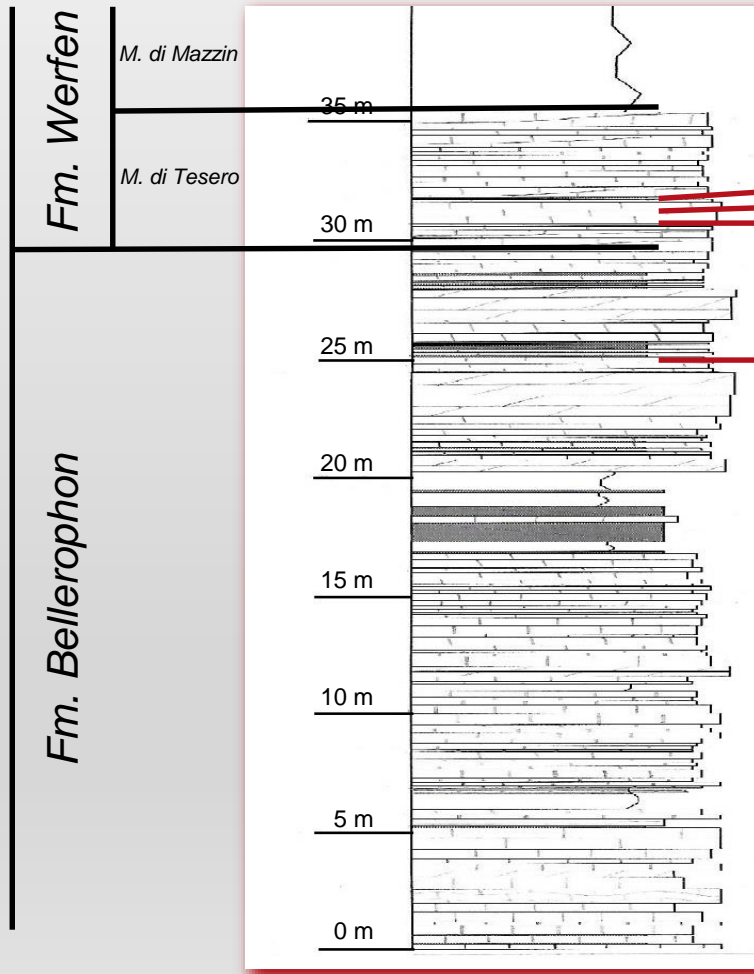 Fm. Werfen
M. di Mazzin
M. di Tesero
Fm. Bellerophon
35 m
30 m
25 m
20 m
15 m
10 m
5 m
0 m